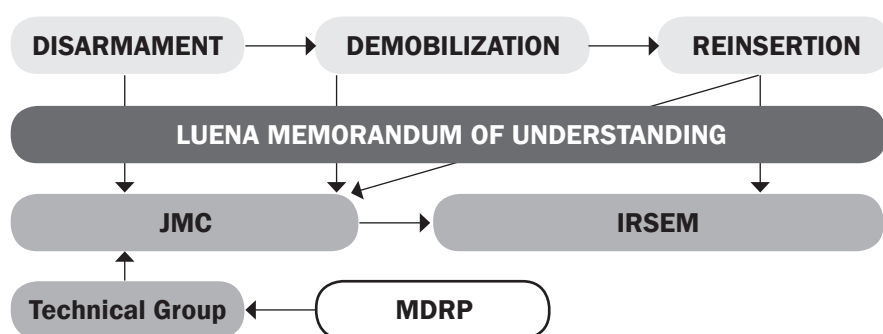 DISARMAMENT
DEMOBILIZATION
REINSERTION
LUENA MEMORANDUM OF UNDERSTANDING
JMC
IRSEM
Technical Group
MDRP